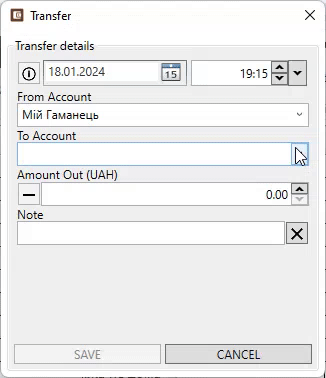 Transfer
Transfer details
18.01.2024
15
19:15
From Account
Мій Гаманець
To Account
Amount Out (UAH)
0.00
Note
SAVE
CANCEL